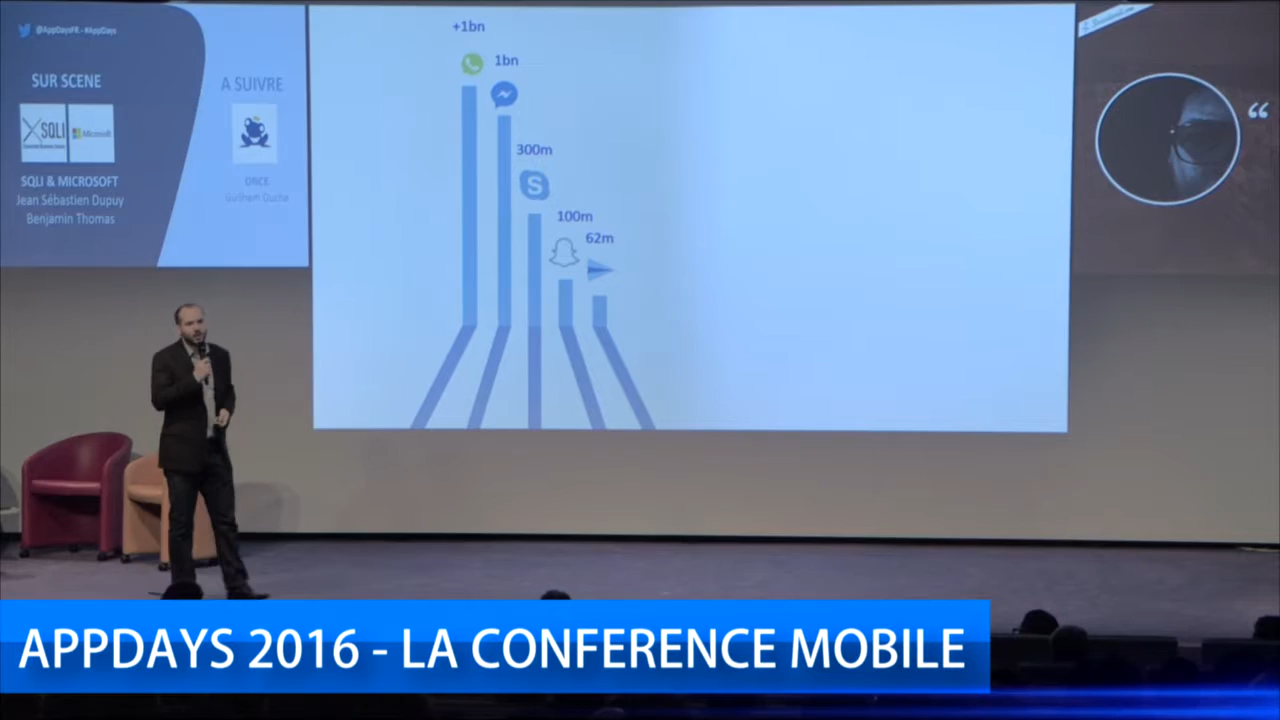 @AppDaysFR - #AppDays
SUR SCENE
SQLI
Microsoft
SQLI & MICROSOFT
Jean Sébastien Dupuy
Benjamin Thomas
A SUIVRE
ONCE
+1bn
1bn
300m
S
100m
62m
“
APPDAYS 2016 - LA CONFERENCE MOBILE